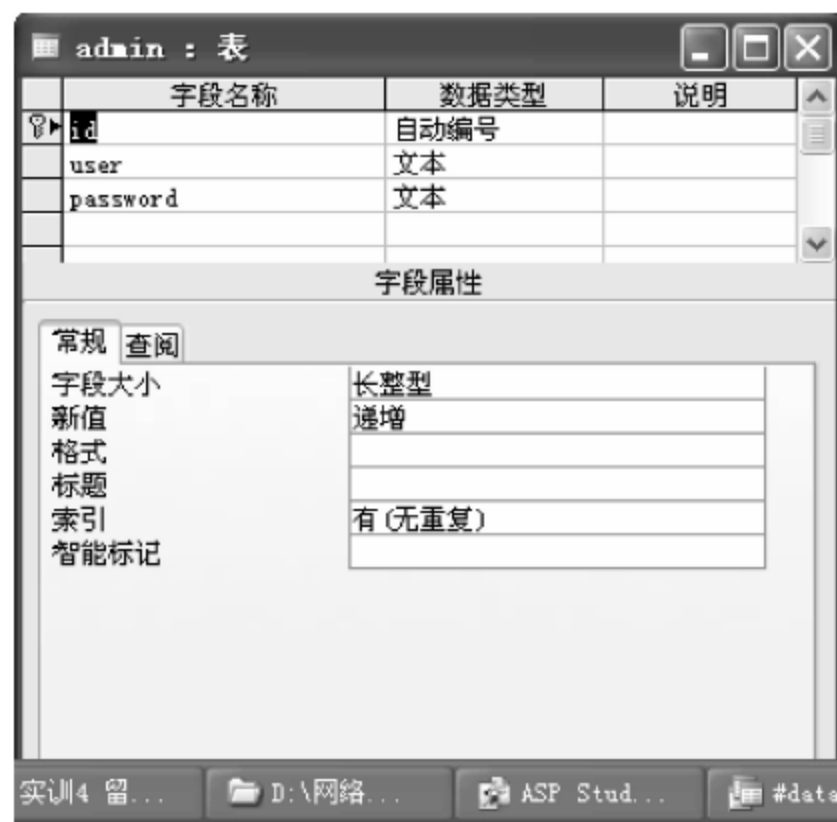 admin : 表
字段名称 数据类型 说明
id 自动编号
user 文本
password 文本
字段属性
常规 查阅
字段大小 长整型
新值 递增
格式
标题
索引 有(无重复)
智能标记
实训4 留... D:\网络... ASP Stud... #data